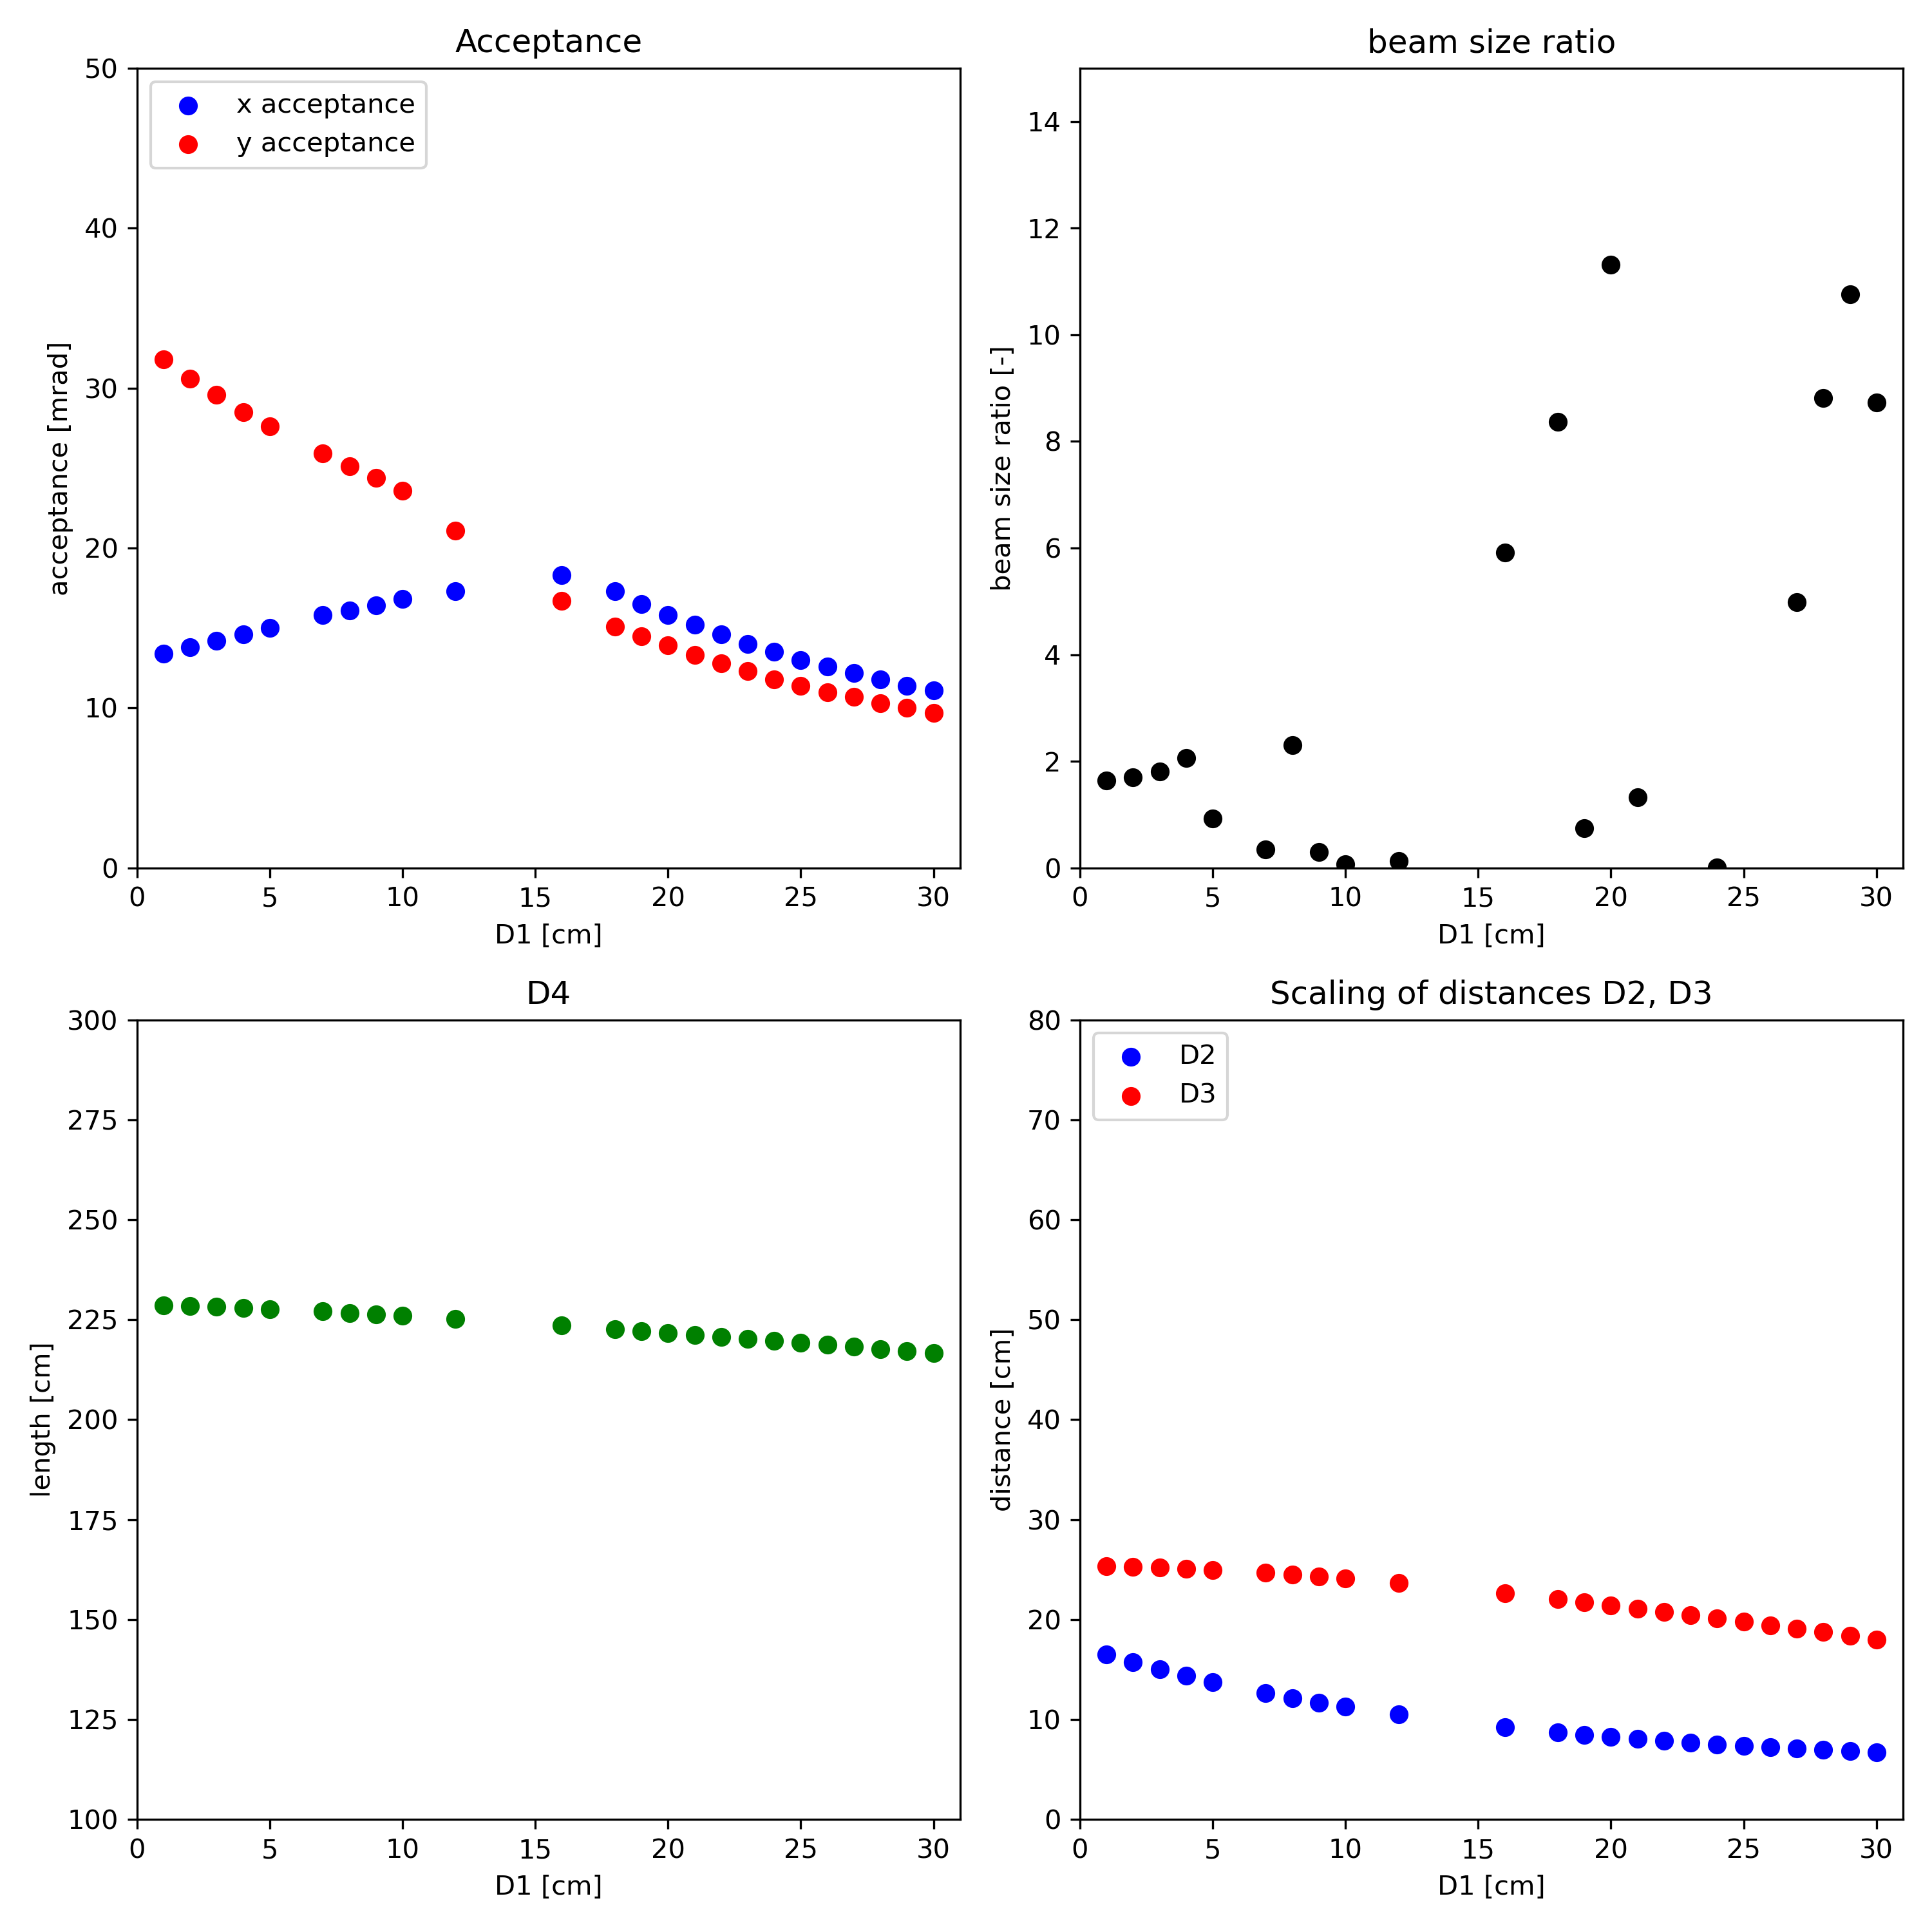 Acceptance
50
40
30
20
10
0
acceptance [mrad]
x acceptance
y acceptance
0 5 10 15 20 25 30
D1 [cm]
beam size ratio
14
12
10
8
6
4
2
0
beam size ratio [-]
0 5 10 15 20 25 30
D1 [cm]
D4
300
275
250
225
200
175
150
125
100
length [cm]
0 5 10 15 20 25 30
D1 [cm]
Scaling of distances D2, D3
80
70
60
50
40
30
20
10
0
distance [cm]
D2
D3
0 5 10 15 20 25 30
D1 [cm]